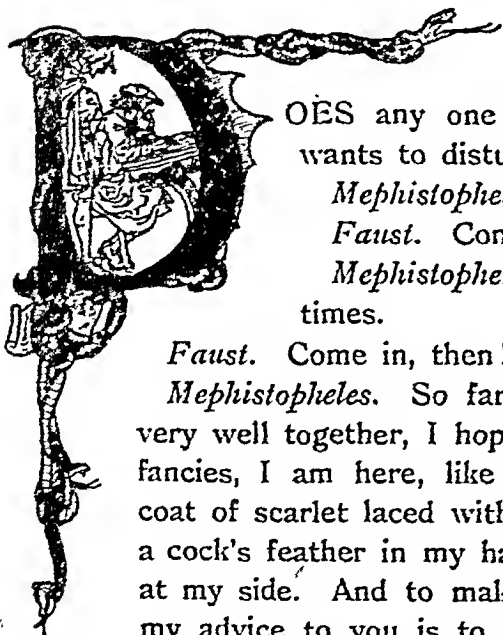 DOES any one
wants to distu
Mephistophe
Faust. Con
Mephistophe
times.
Faust. Come in, then!
Mephistopheles. So far
very well together, I hop
fancies, I am here, like
coat of scarlet laced with
a cock's feather in my ha
at my side. And to mak
my advice to you is to